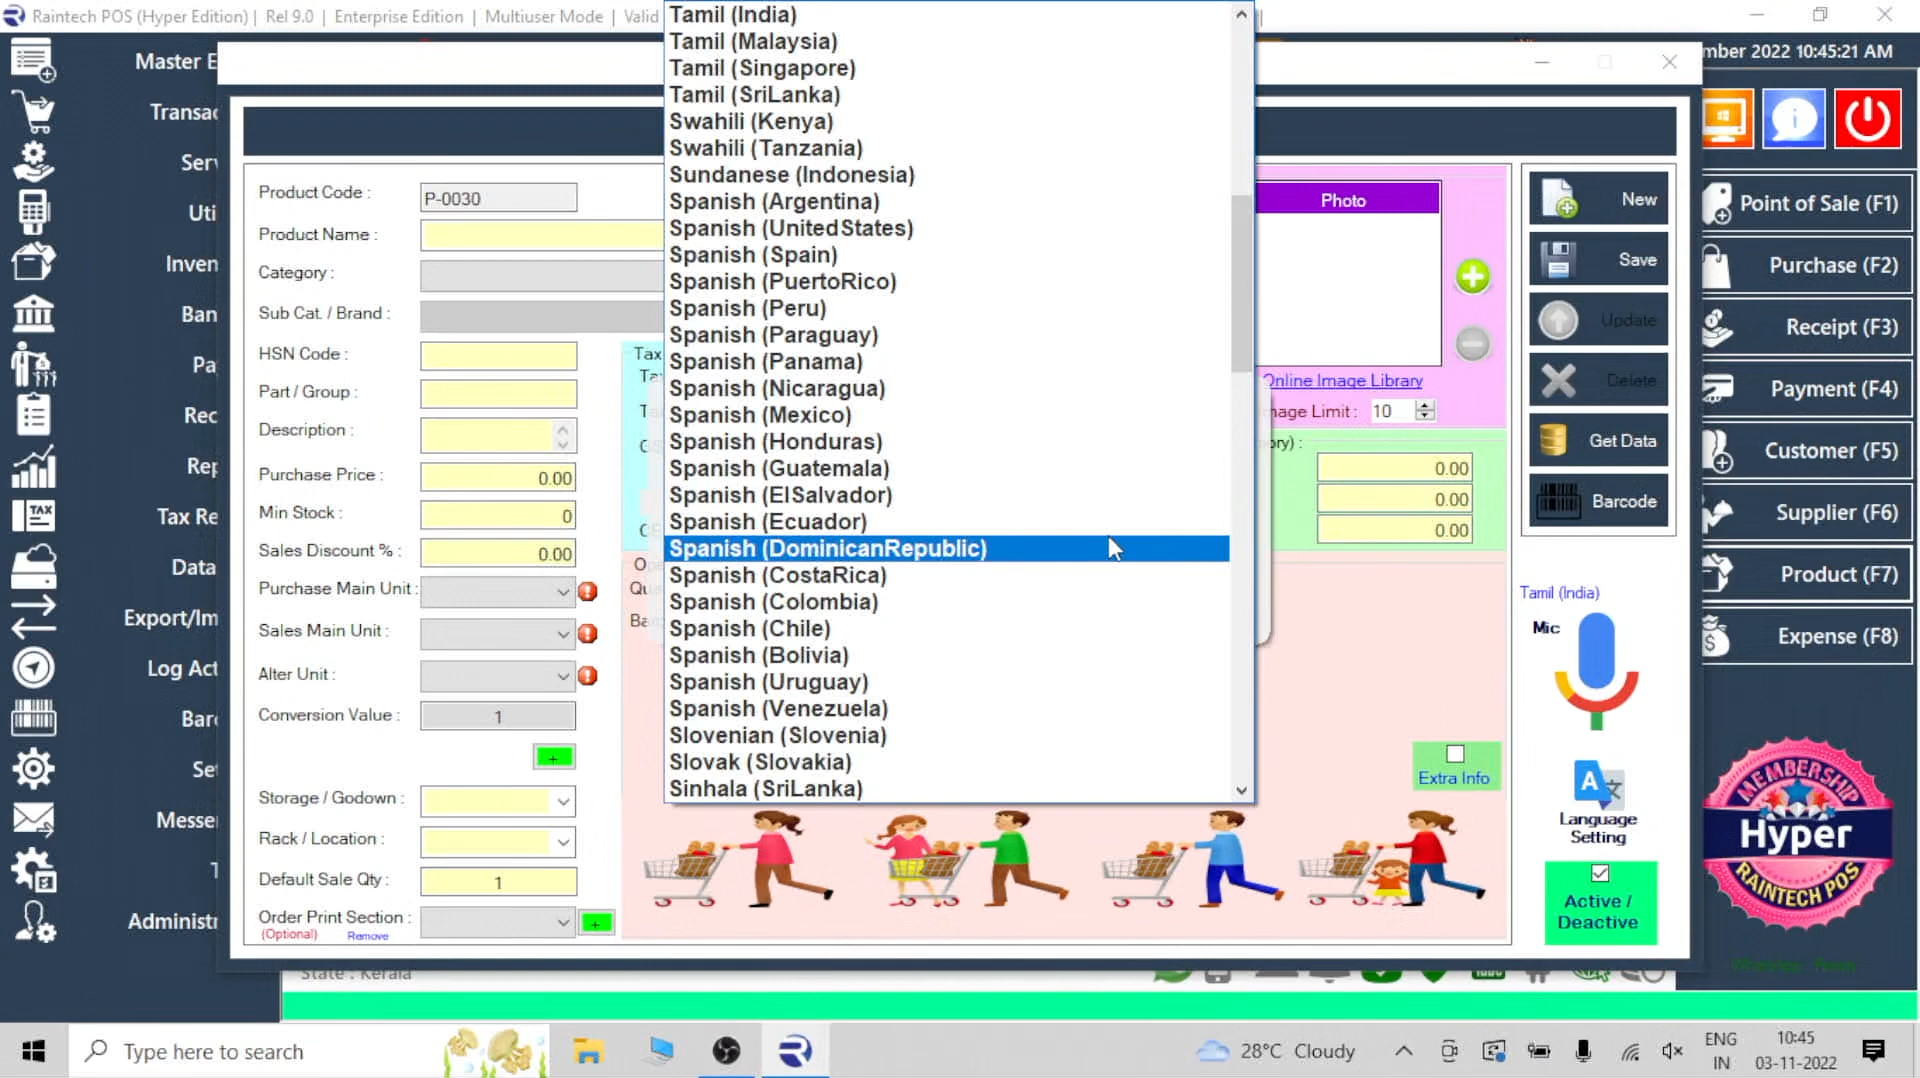 Raintech POS (Hyper Edition) | Rel 9.0 | Enterprise Edition | Multiuser Mode | Valid
mber 2022 10:45:21 AM
Master E
Transac
Serv
Uti
Inven
Ban
Pa
Rec
Rep
Tax Re
Data
Export/Im
Log Act
Barc
Set
Messe
T
Administr
Product Code :
P-0030
Product Name :
Category :
Sub Cat. / Brand :
HSN Code :
Part / Group :
Description :
Purchase Price :
0.00
Min Stock :
0
Sales Discount % :
0.00
Purchase Main Unit :
Sales Main Unit :
Alter Unit :
Conversion Value :
1
Storage / Godown :
Rack / Location :
Default Sale Qty :
1
Order Print Section :
(Optional)
Remove
Tax
Tamil (India)
Tamil (Malaysia)
Tamil (Singapore)
Tamil (SriLanka)
Swahili (Kenya)
Swahili (Tanzania)
Sundanese (Indonesia)
Spanish (Argentina)
Spanish (UnitedStates)
Spanish (Spain)
Spanish (PuertoRico)
Spanish (Peru)
Spanish (Paraguay)
Spanish (Panama)
Spanish (Nicaragua)
Spanish (Mexico)
Spanish (Honduras)
Spanish (Guatemala)
Spanish (ElSalvador)
Spanish (Ecuador)
Spanish (DominicanRepublic)
Spanish (CostaRica)
Spanish (Colombia)
Spanish (Chile)
Spanish (Bolivia)
Spanish (Uruguay)
Spanish (Venezuela)
Slovenian (Slovenia)
Slovak (Slovakia)
Sinhala (SriLanka)
Photo
Online Image Library
mage Limit : 10
ory) :
0.00
0.00
0.00
Extra Info
New
Save
Update
Delete
Get Data
Barcode
Tamil (India)
Mic
Language
Setting
Active /
Deactive
Point of Sale (F1)
Purchase (F2)
Receipt (F3)
Payment (F4)
Customer (F5)
Supplier (F6)
Product (F7)
Expense (F8)
MEMBERSHIP
Hyper
RAINTECH POS
State : Kerala
Type here to search
28°C Cloudy
ENG
IN
10:45
03-11-2022